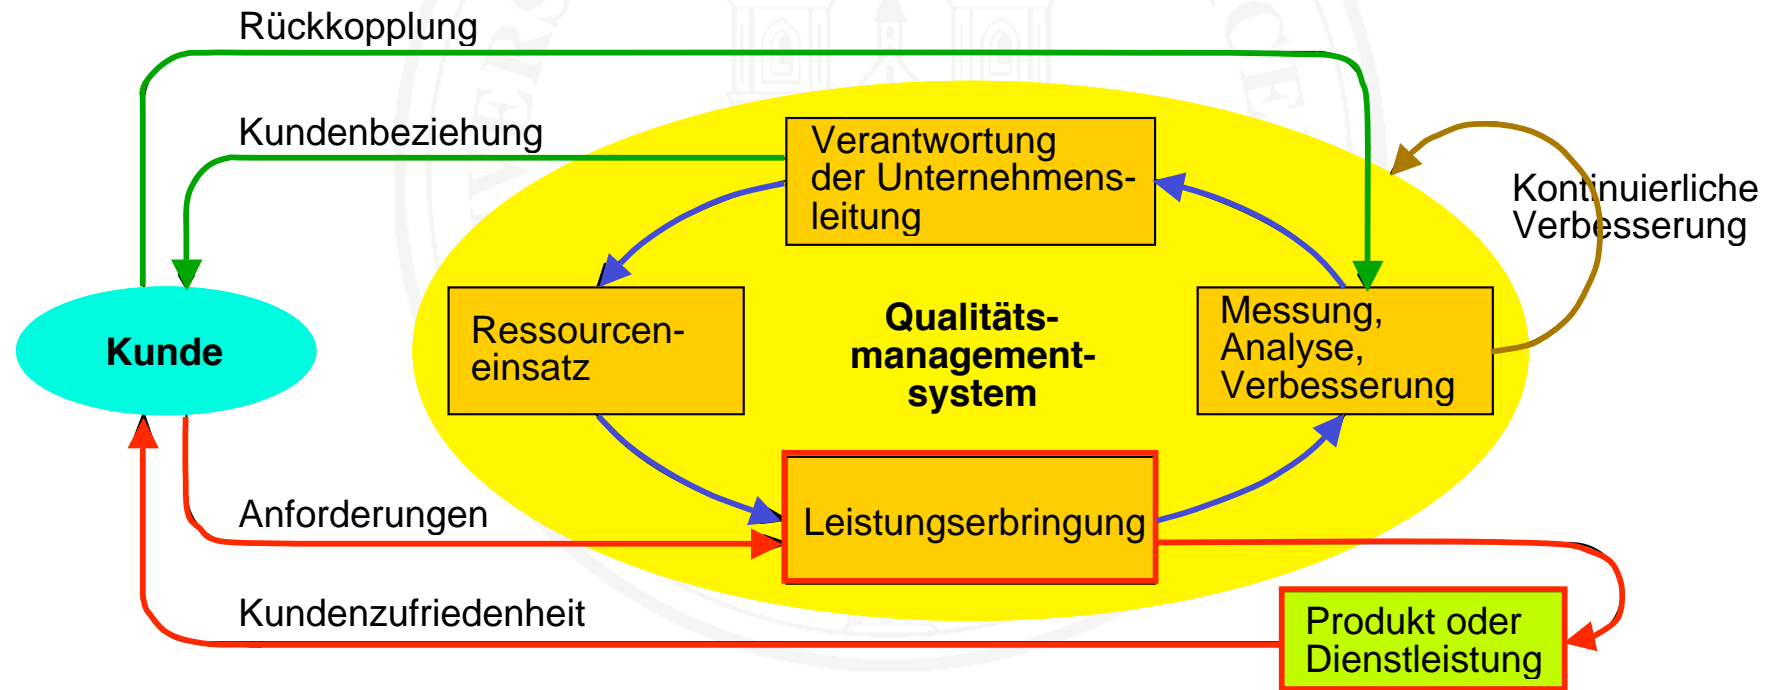 Rückkopplung
Kundenbeziehung
Verantwortung
der Unternehmens-
leitung
Kontinuierliche
Verbesserung
Kunde
Ressourcen-
einsatz
Qualitäts-
management-
system
Messung,
Analyse,
Verbesserung
Anforderungen
Leistungserbringung
Kundenzufriedenheit
Produkt oder
Dienstleistung